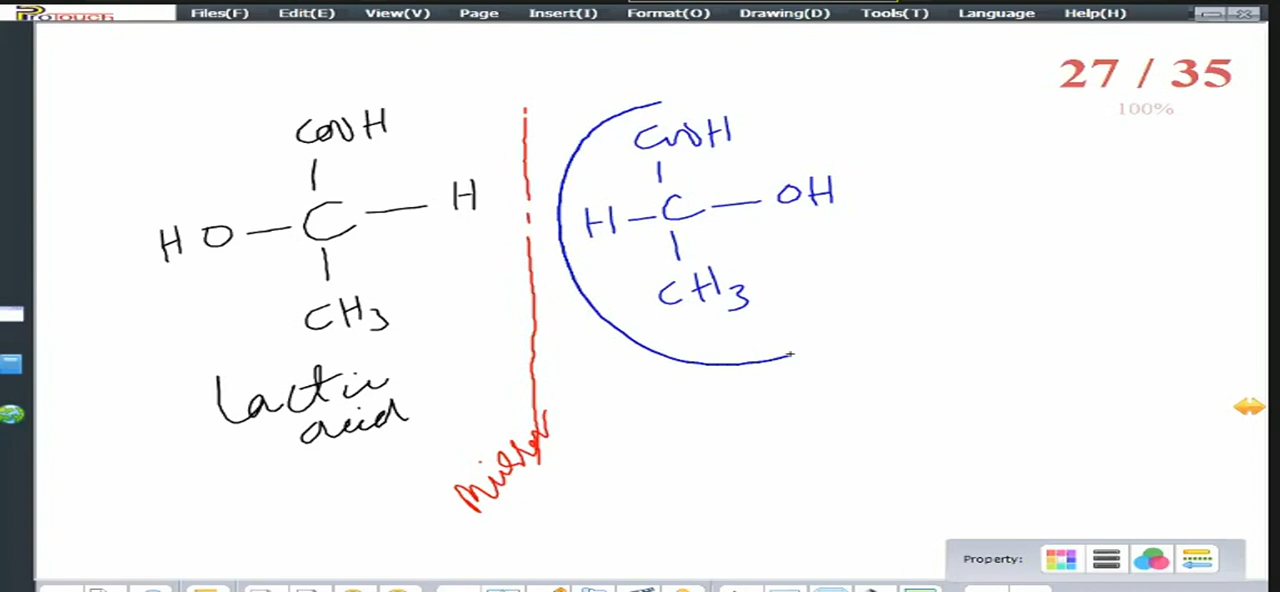 ProTouch
Files(F) Edit(E) View(V) Page Insert(I) Format(O) Drawing(D) Tools(T) Language Help(H)
27 / 35
100%
COOH
HO — C — H
CH3
Lactic
acid
Mirror
COOH
H — C — OH
CH3
Property: